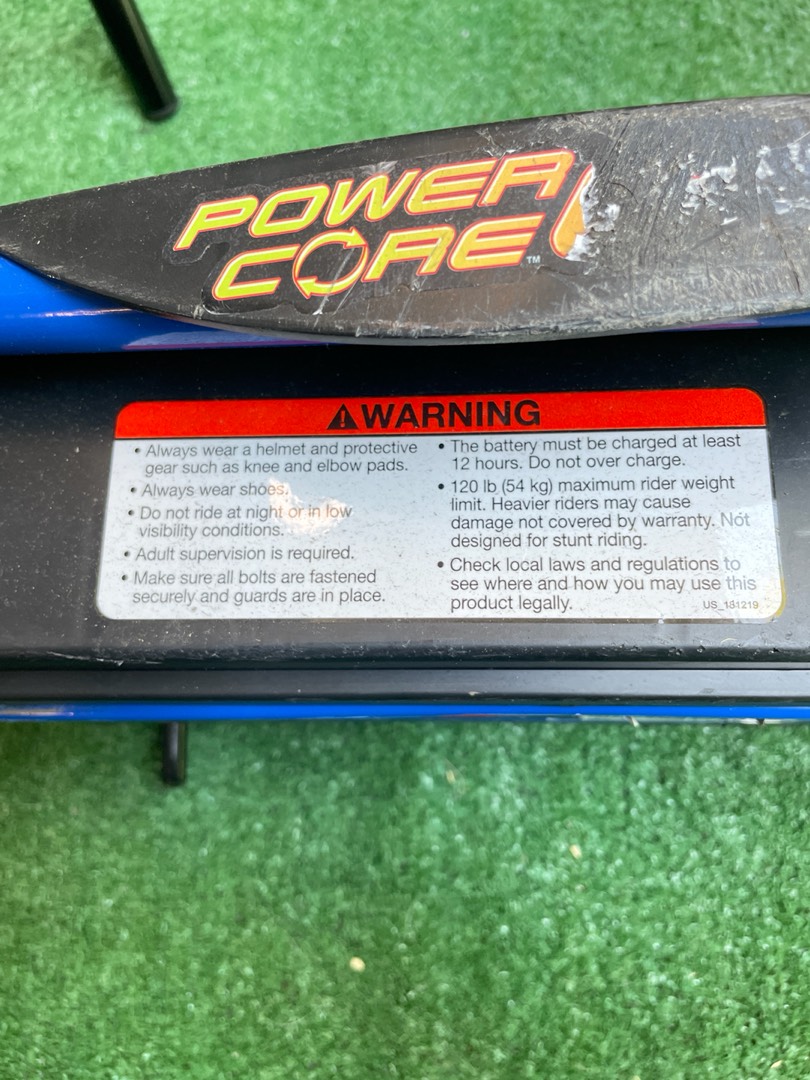 POWER
CORE™
⚠WARNING
• Always wear a helmet and protective
gear such as knee and elbow pads.
• Always wear shoes.
• Do not ride at night or in low
visibility conditions.
• Adult supervision is required.
• Make sure all bolts are fastened
securely and guards are in place.
• The battery must be charged at least
12 hours. Do not over charge.
• 120 lb (54 kg) maximum rider weight
limit. Heavier riders may cause
damage not covered by warranty. Not
designed for stunt riding.
• Check local laws and regulations to
see where and how you may use this
product legally.
US_181219